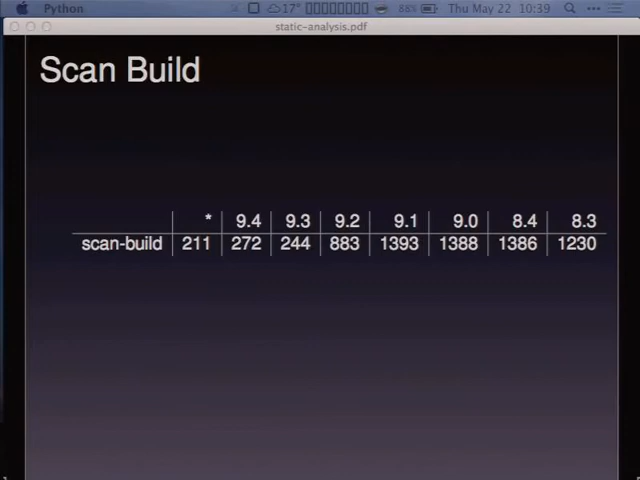 Python 17° 88% Thu May 22 10:39
static-analysis.pdf
Scan Build
* 9.4 9.3 9.2 9.1 9.0 8.4 8.3
scan-build 211 272 244 883 1393 1388 1386 1230